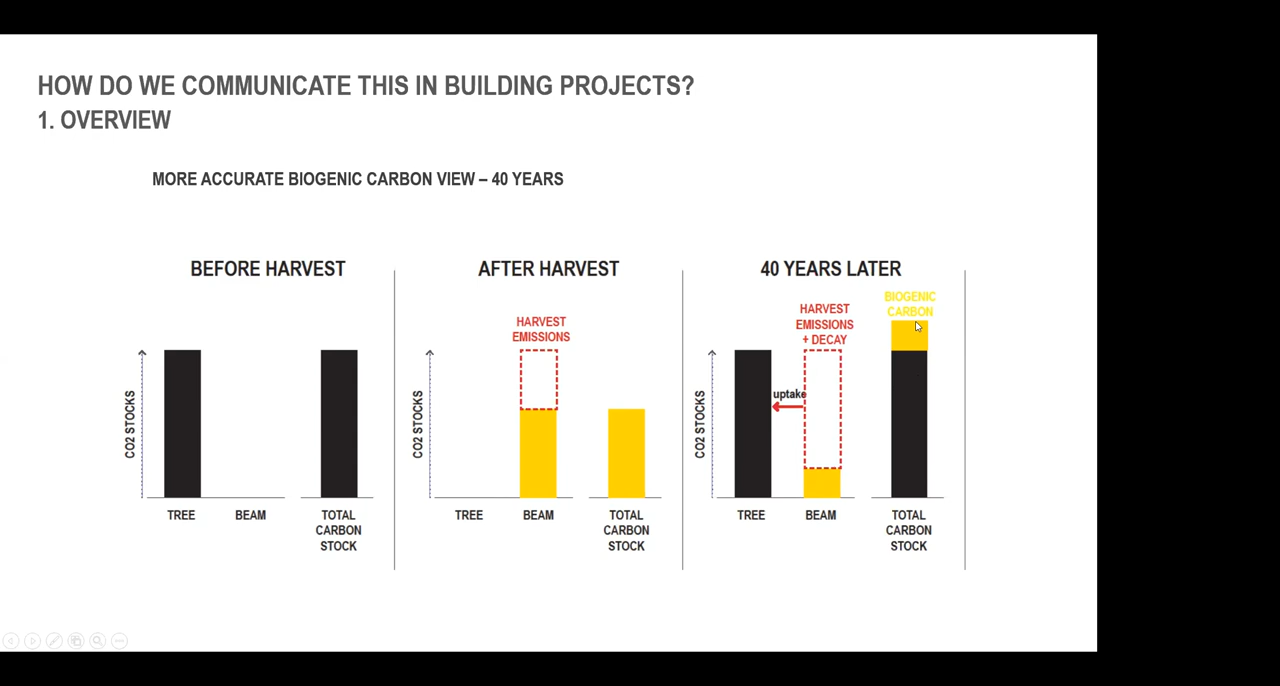 HOW DO WE COMMUNICATE THIS IN BUILDING PROJECTS?
1. OVERVIEW
MORE ACCURATE BIOGENIC CARBON VIEW – 40 YEARS
BEFORE HARVEST
CO2 STOCKS
TREE
BEAM
TOTAL
CARBON
STOCK
AFTER HARVEST
HARVEST
EMISSIONS
CO2 STOCKS
TREE
BEAM
TOTAL
CARBON
STOCK
40 YEARS LATER
BIOGENIC
CARBON
HARVEST
EMISSIONS
+ DECAY
uptake
CO2 STOCKS
TREE
BEAM
TOTAL
CARBON
STOCK